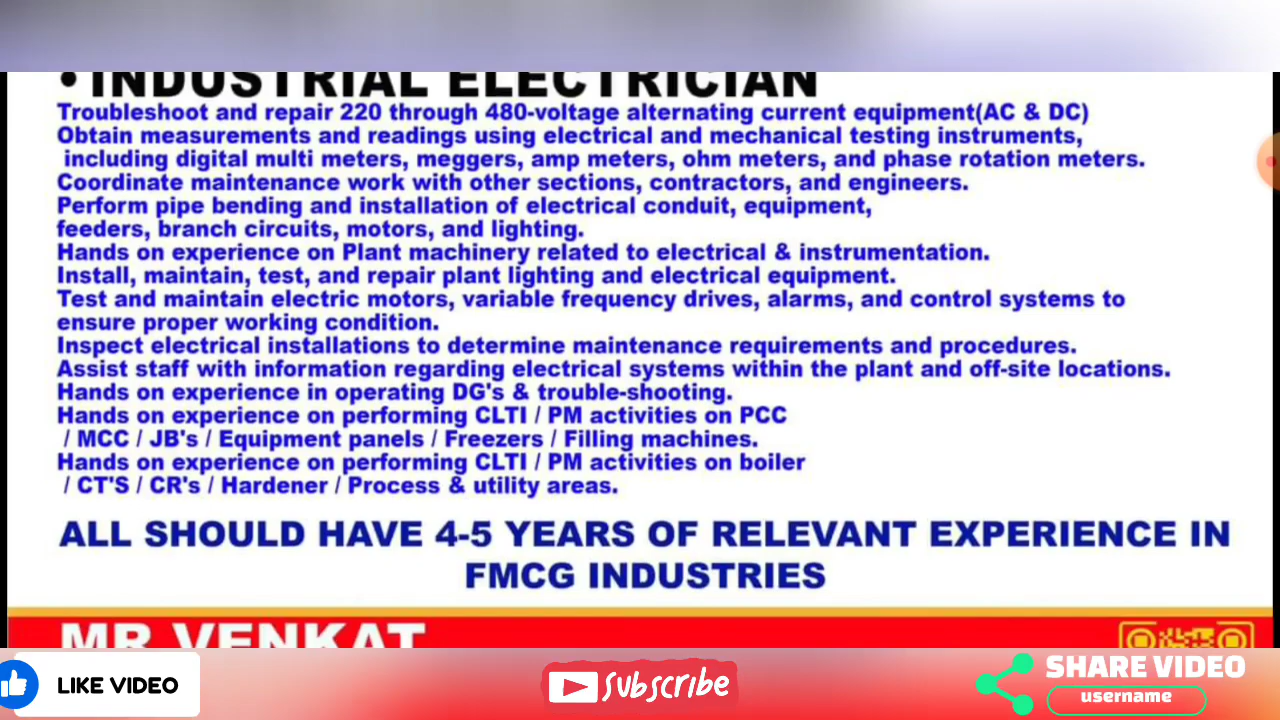 • INDUSTRIAL ELECTRICIAN
Troubleshoot and repair 220 through 480-voltage alternating current equipment(AC & DC)
Obtain measurements and readings using electrical and mechanical testing instruments,
including digital multi meters, meggers, amp meters, ohm meters, and phase rotation meters.
Coordinate maintenance work with other sections, contractors, and engineers.
Perform pipe bending and installation of electrical conduit, equipment,
feeders, branch circuits, motors, and lighting.
Hands on experience on Plant machinery related to electrical & instrumentation.
Install, maintain, test, and repair plant lighting and electrical equipment.
Test and maintain electric motors, variable frequency drives, alarms, and control systems to
ensure proper working condition.
Inspect electrical installations to determine maintenance requirements and procedures.
Assist staff with information regarding electrical systems within the plant and off-site locations.
Hands on experience in operating DG's & trouble-shooting.
Hands on experience on performing CLTI / PM activities on PCC
/ MCC / JB's / Equipment panels / Freezers / Filling machines.
Hands on experience on performing CLTI / PM activities on boiler
/ CT'S / CR's / Hardener / Process & utility areas.
ALL SHOULD HAVE 4-5 YEARS OF RELEVANT EXPERIENCE IN
FMCG INDUSTRIES
MR VENKAT
LIKE VIDEO
Subscribe
SHARE VIDEO
username